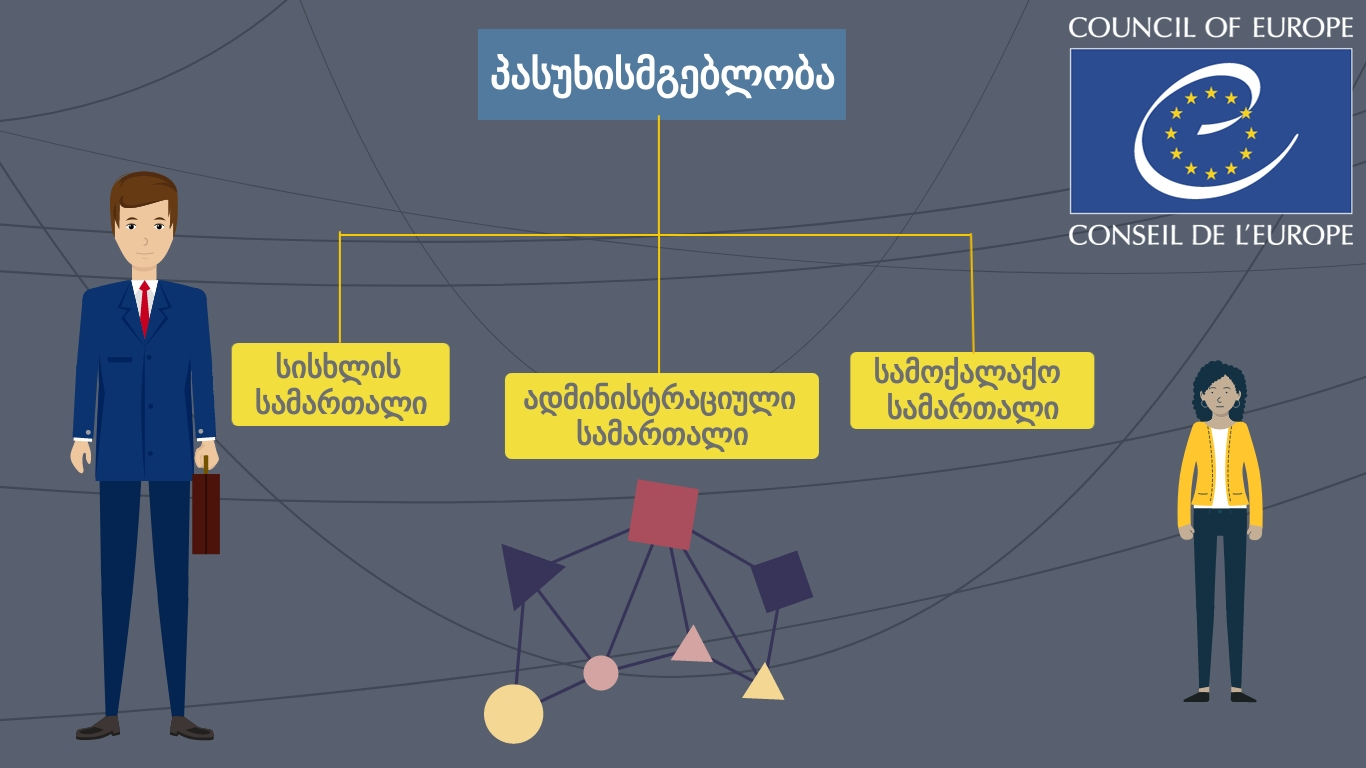 პასუხისმგებლობა
COUNCIL OF EUROPE
CONSEIL DE L'EUROPE
სისხლის
სამართალი
ადმინისტრაციული
სამართალი
სამოქალაქო
სამართალი